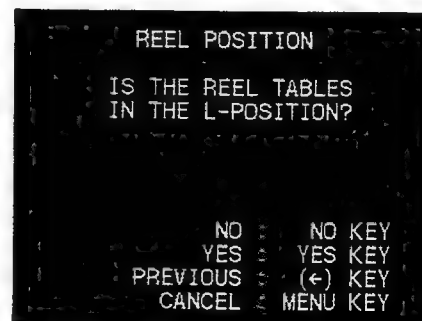 REEL POSITION
IS THE REEL TABLES
IN THE L-POSITION?
NO : NO KEY
YES : YES KEY
PREVIOUS : (←) KEY
CANCEL : MENU KEY